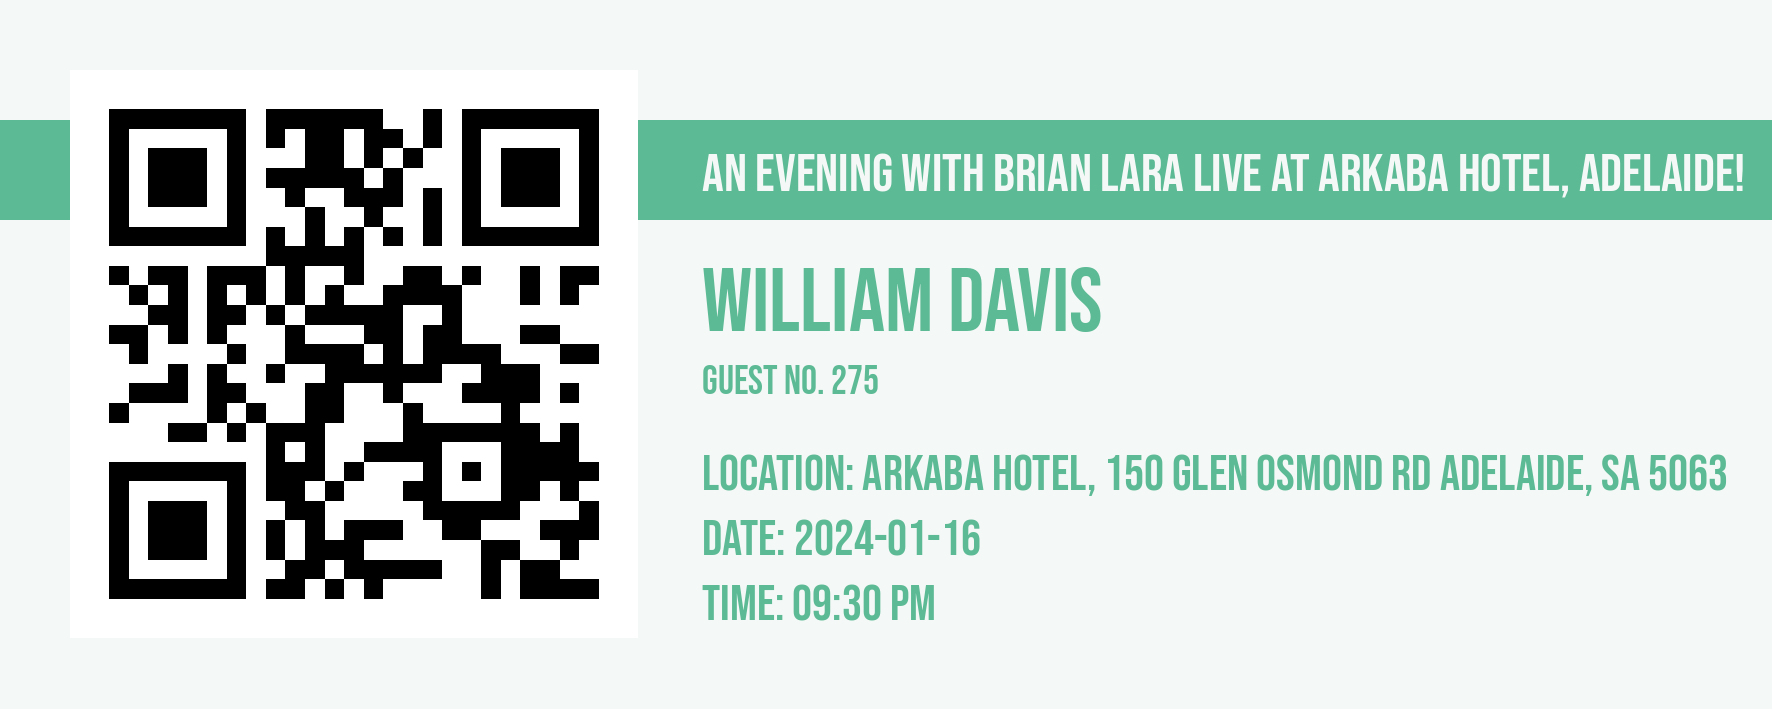 AN EVENING WITH BRIAN LARA LIVE AT ARKABA HOTEL, ADELAIDE!
WILLIAM DAVIS
GUEST NO. 275
LOCATION: ARKABA HOTEL, 150 GLEN OSMOND RD ADELAIDE, SA 5063
DATE: 2024-01-16
TIME: 09:30 PM